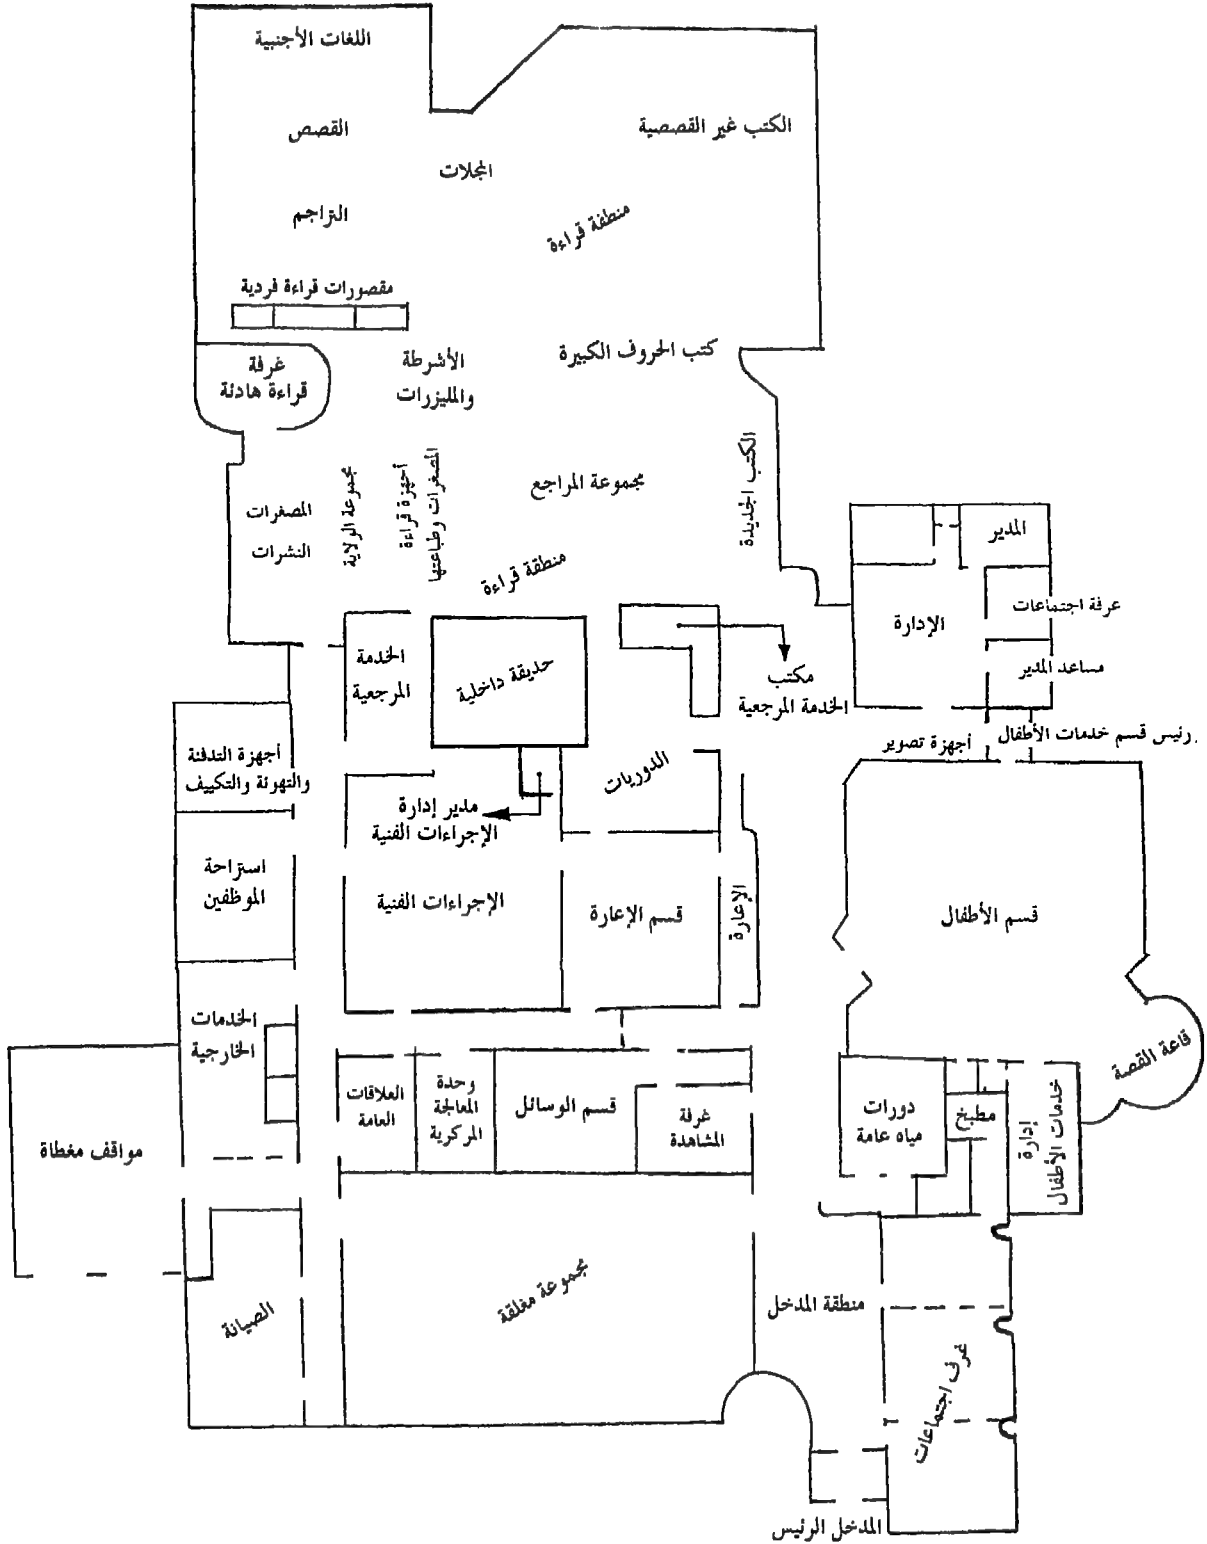 اللغات الأجنبية
الكتب غير القصصية
القصص
المجلات
التراجم
منطقة قراءة
مقصورات قراءة فردية
كتب الحروف الكبيرة
الأشرطة
والمليزرات
غرفة
قراءة هادئة
الكتب الجديدة
مجموعة المراجع
أجهزة قراءة
المصغرات وطباعتها
مجموعة الولاية
المصغرات
النشرات
منطقة قراءة
المدير
عرفة اجتماعات
الإدارة
مساعد المدير
رئيس قسم خدمات الأطفال
أجهزة تصوير
مكتب
الخدمة المرجعية
حديقة داخلية
الخدمة
المرجعية
الدوريات
أجهزة التدفئة
والتهوئة والتكييف
مدير إدارة
الإجراءات الفنية
استراحة
الموظفين
الإجراءات الفنية
قسم الإعارة
الإعارة
قسم الأطفال
قاعة القصة
الخدمات
الخارجية
العلاقات
العامة
وحدة
المعالجة
المركزية
قسم الوسائل
غرفة
المشاهدة
دورات
مياه عامة
مطبخ
إدارة
خدمات الأطفال
مواقف مغطاة
الصيانة
مجموعة مغلقة
منطقة المدخل
غرف اجتماعات
المدخل الرئيس